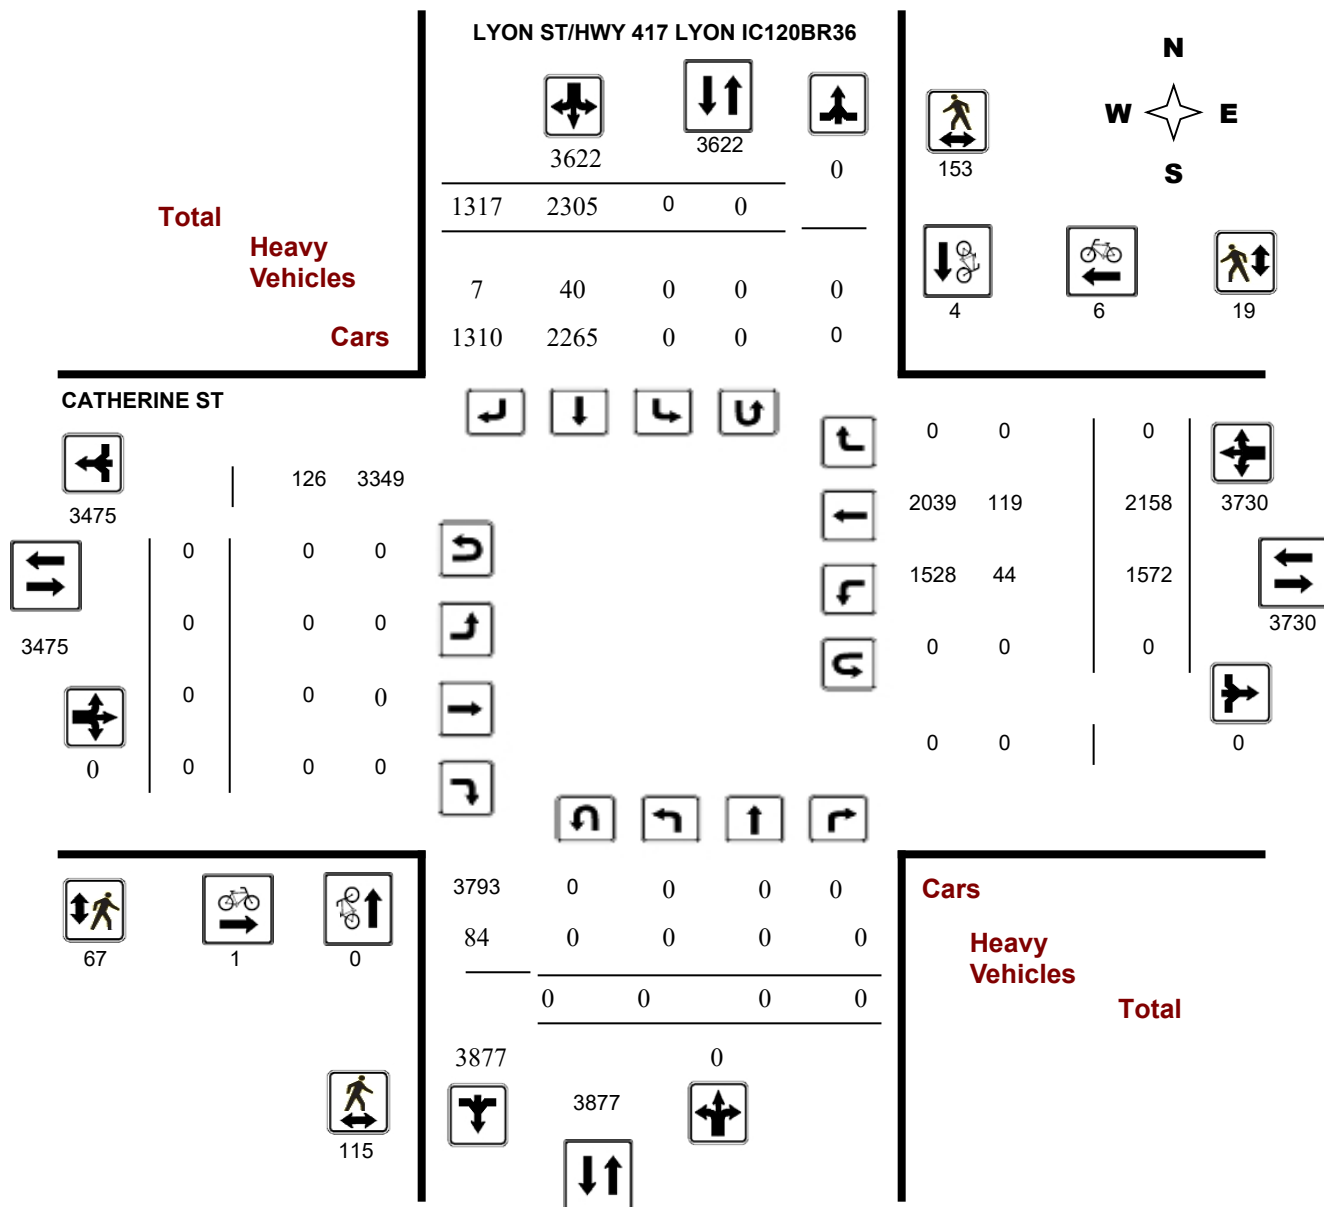 LYON ST/HWY 417 LYON IC120BR36
N
W E
S
3622
3622
0
153
1317 2305 0 0
Total
Heavy
Vehicles
Cars
7 40 0 0 0
1310 2265 0 0 0
4 6 19
CATHERINE ST
126 3349
3475
0 0 0
0 0 0
3475
0 0 0
0
0 0 0
0 0 0
2039 119 2158 3730
1528 44 1572
3730
0 0 0
0 0 0
67 1 0
3793 0 0 0 0
84 0 0 0 0
0 0 0 0
3877 0
3877
115
Cars
Heavy
Vehicles
Total